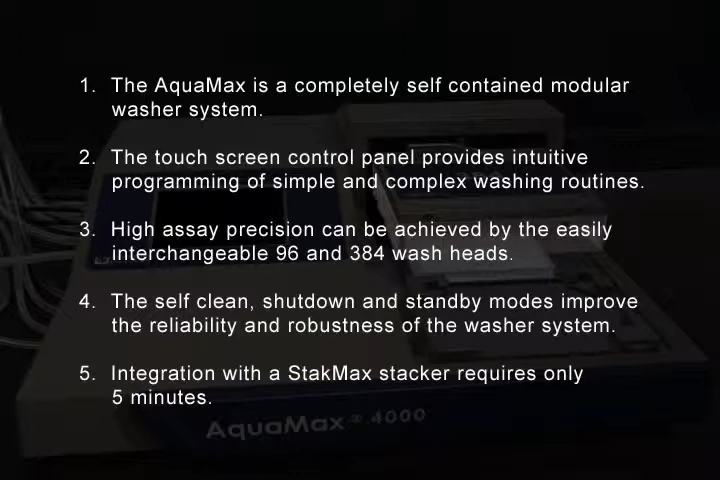 1. The AquaMax is a completely self contained modular
washer system.
2. The touch screen control panel provides intuitive
programming of simple and complex washing routines.
3. High assay precision can be achieved by the easily
interchangeable 96 and 384 wash heads.
4. The self clean, shutdown and standby modes improve
the reliability and robustness of the washer system.
5. Integration with a StakMax stacker requires only
5 minutes.
AquaMax® 4000